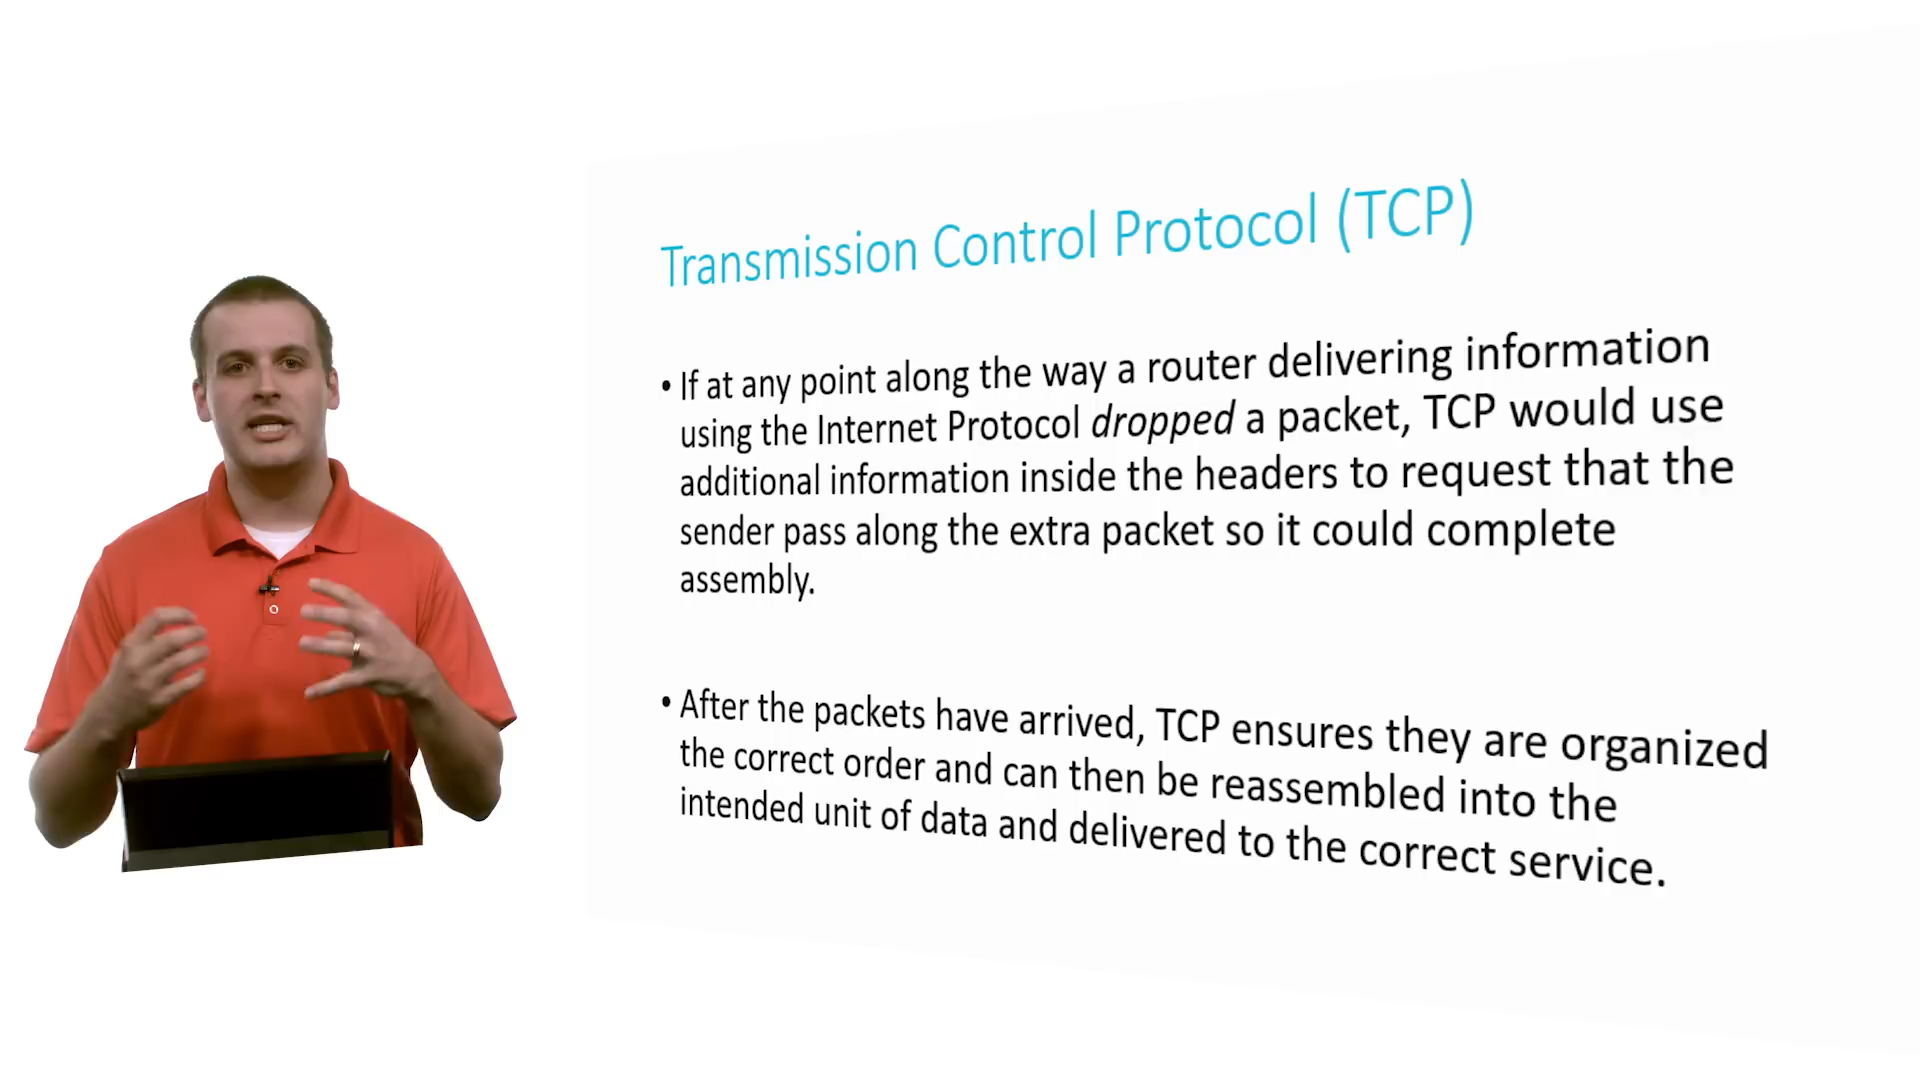 Transmission Control Protocol (TCP)
• If at any point along the way a router delivering information
using the Internet Protocol dropped a packet, TCP would use
additional information inside the headers to request that the
sender pass along the extra packet so it could complete
assembly.
• After the packets have arrived, TCP ensures they are organized
the correct order and can then be reassembled into the
intended unit of data and delivered to the correct service.